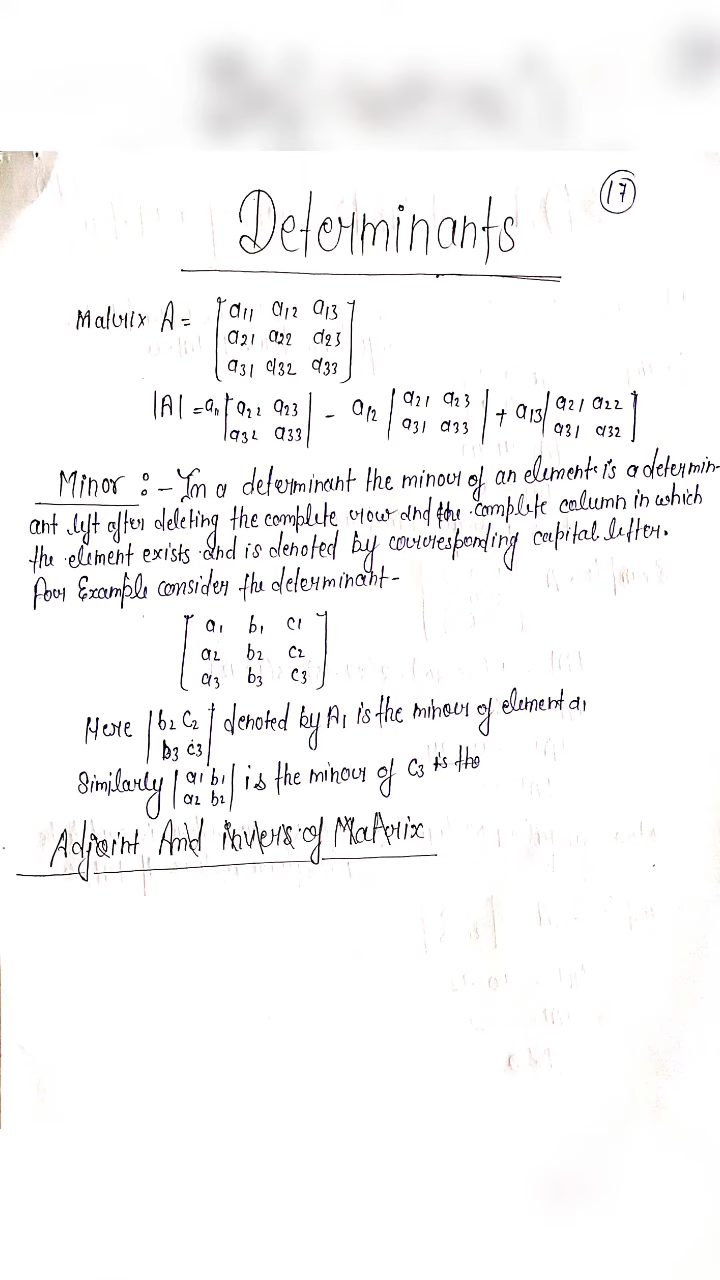 17
Determinants
Matrix A = [a11 a12 a13
a21 a22 a23
a31 a32 a33]
|A| = a11 |a22 a23 a32 a33| - a12 |a21 a23 a31 a33| + a13 |a21 a22 a31 a32|
Minor :- In a determinant the minor of an element is a determin-
ant left after deleting the complete row and the complete column in which
the element exists and is denoted by corresponding capital letter.
for Example consider the determinant-
[a1 b1 c1
a2 b2 c2
a3 b3 c3]
Here |b2 c2 b3 c3| denoted by A1 is the minor of element a1
Similarly |a1 b1 a2 b2| is the minor of c3 is the
Adjoint And invers of Matrix